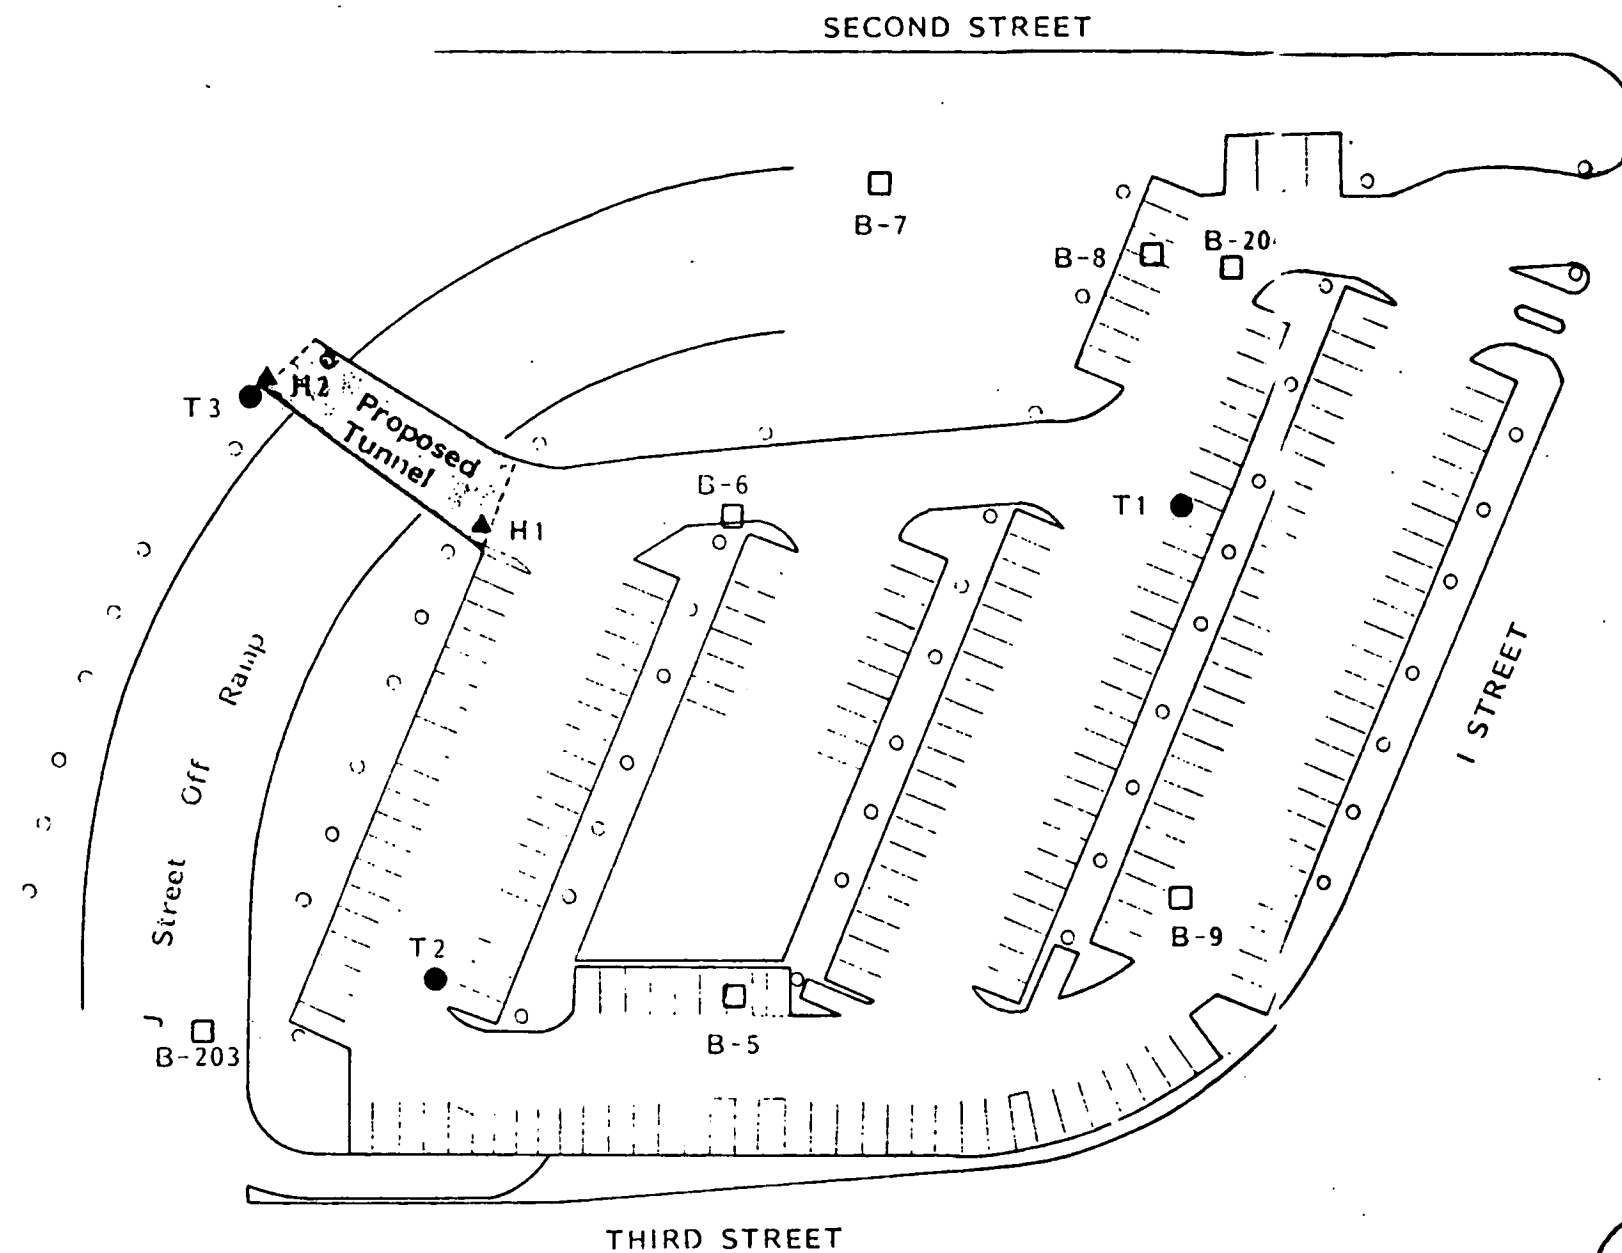 SECOND STREET
B-7
B-8
B-20
H2
T3
Proposed
Tunnel
B-6
T1
H1
I STREET
J Street Off Ramp
T2
B-9
B-203
B-5
THIRD STREET